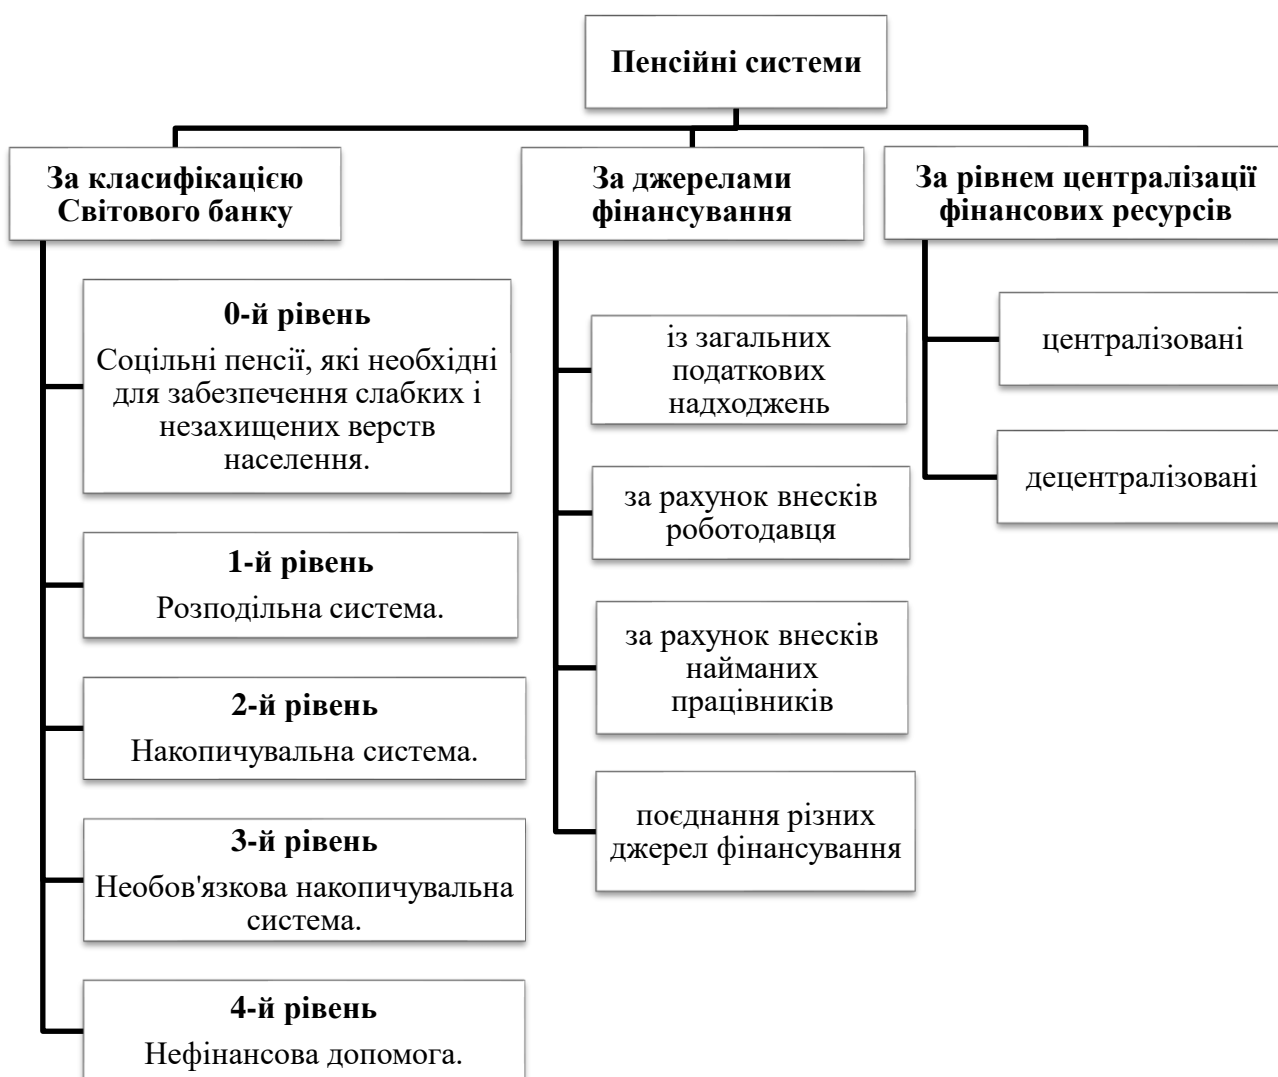 Пенсійні системи
За класифікацією
Світового банку
0-й рівень
Соцільні пенсії, які необхідні
для забезпечення слабких і
незахищених верств
населення.
1-й рівень
Розподільна система.
2-й рівень
Накопичувальна система.
3-й рівень
Необов'язкова накопичувальна
система.
4-й рівень
Нефінансова допомога.
За джерелами
фінансування
із загальних
податкових
надходжень
за рахунок внесків
роботодавця
за рахунок внесків
найманих
працівників
поєднання різних
джерел фінансування
За рівнем централізації
фінансових ресурсів
централізовані
децентралізовані